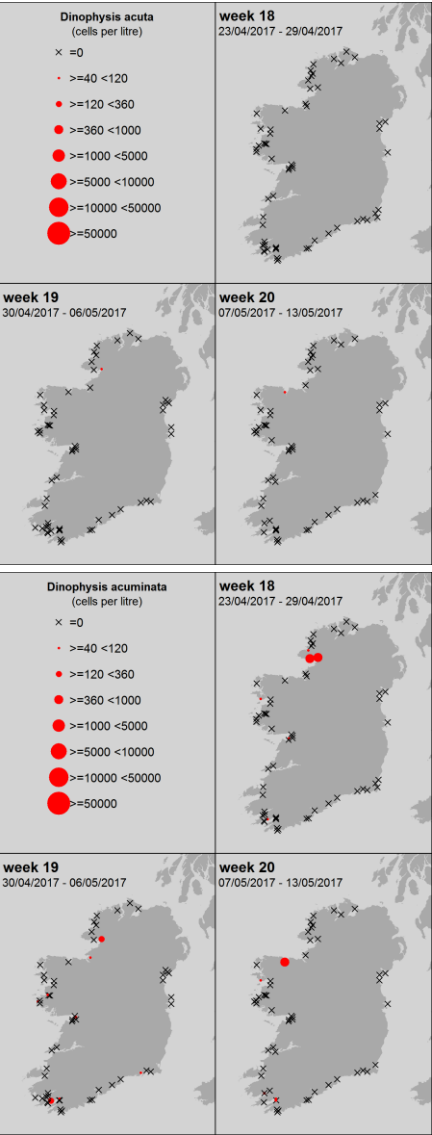 Dinophysis acuta
(cells per litre)
=0
>=40 <120
>=120 <360
>=360 <1000
>=1000 <5000
>=5000 <10000
>=10000 <50000
>=50000
week 18
23/04/2017 - 29/04/2017
week 19
30/04/2017 - 06/05/2017
week 20
07/05/2017 - 13/05/2017
Dinophysis acuminata
(cells per litre)
=0
>=40 <120
>=120 <360
>=360 <1000
>=1000 <5000
>=5000 <10000
>=10000 <50000
>=50000
week 18
23/04/2017 - 29/04/2017
week 19
30/04/2017 - 06/05/2017
week 20
07/05/2017 - 13/05/2017